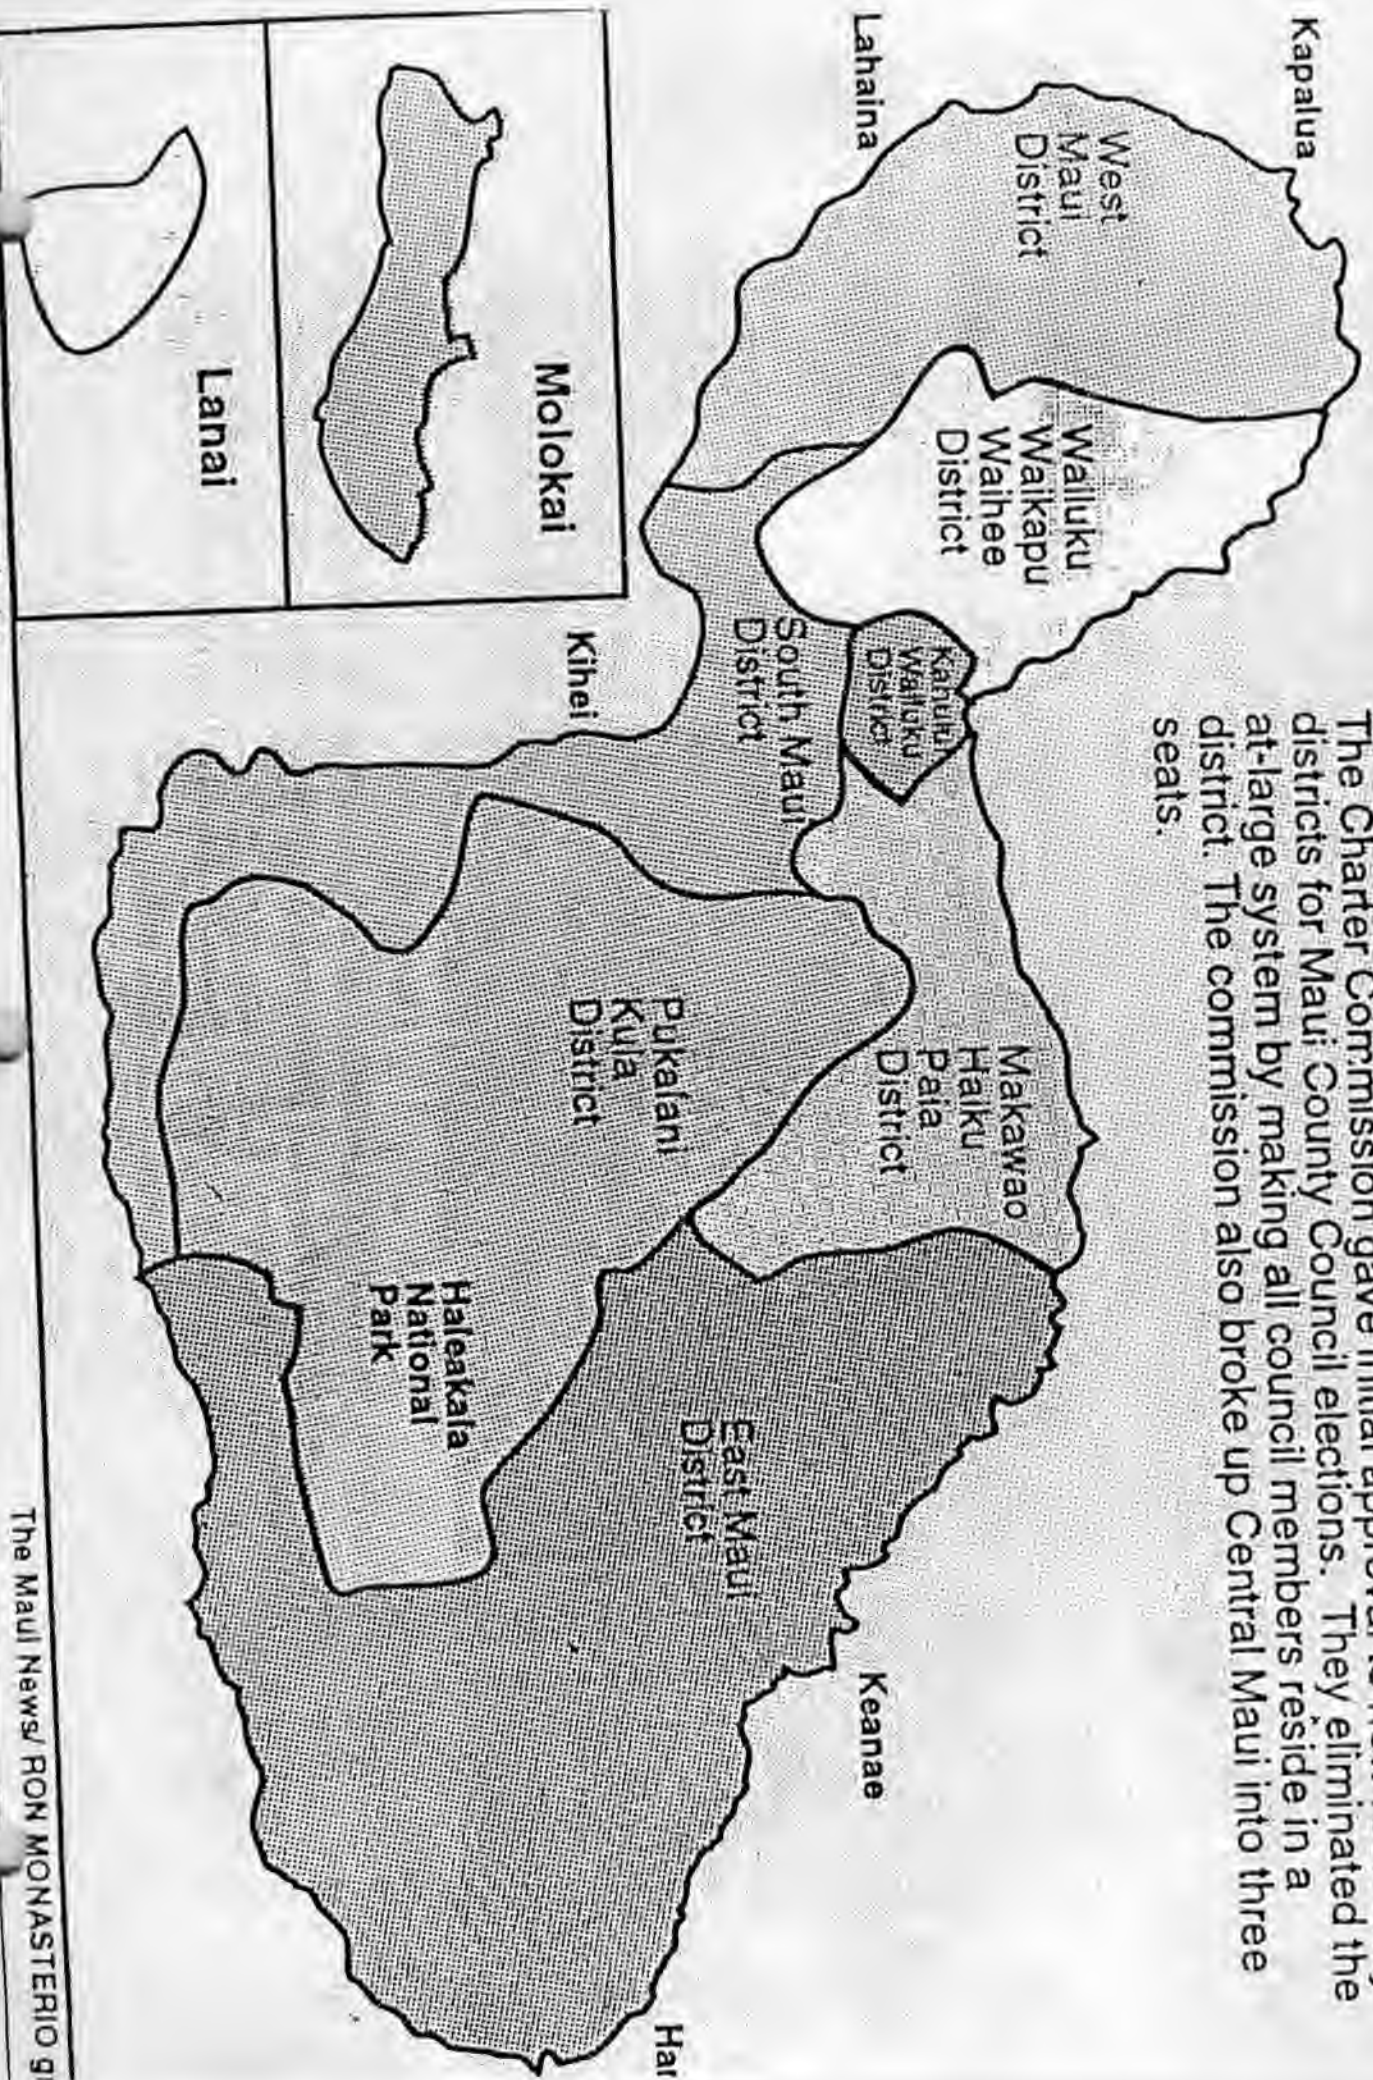 The Charter Commission gave initial approval to
districts for Maui County Council elections. They eliminated the
at-large system by making all council members reside in a
district. The commission also broke up Central Maui into three
seats.
Kapalua
Lahaina
West
Maui
District
Wailuku
Waikapu
Waihee
District
Kahului
Wailuku
District
South Maui
District
Kihei
Makawao
Haiku
Paia
District
Pukalani
Kula
District
Haleakala
National
Park
East Maui
District
Keanae
Molokai
Lanai
The Maui News/ RON MONASTERIO